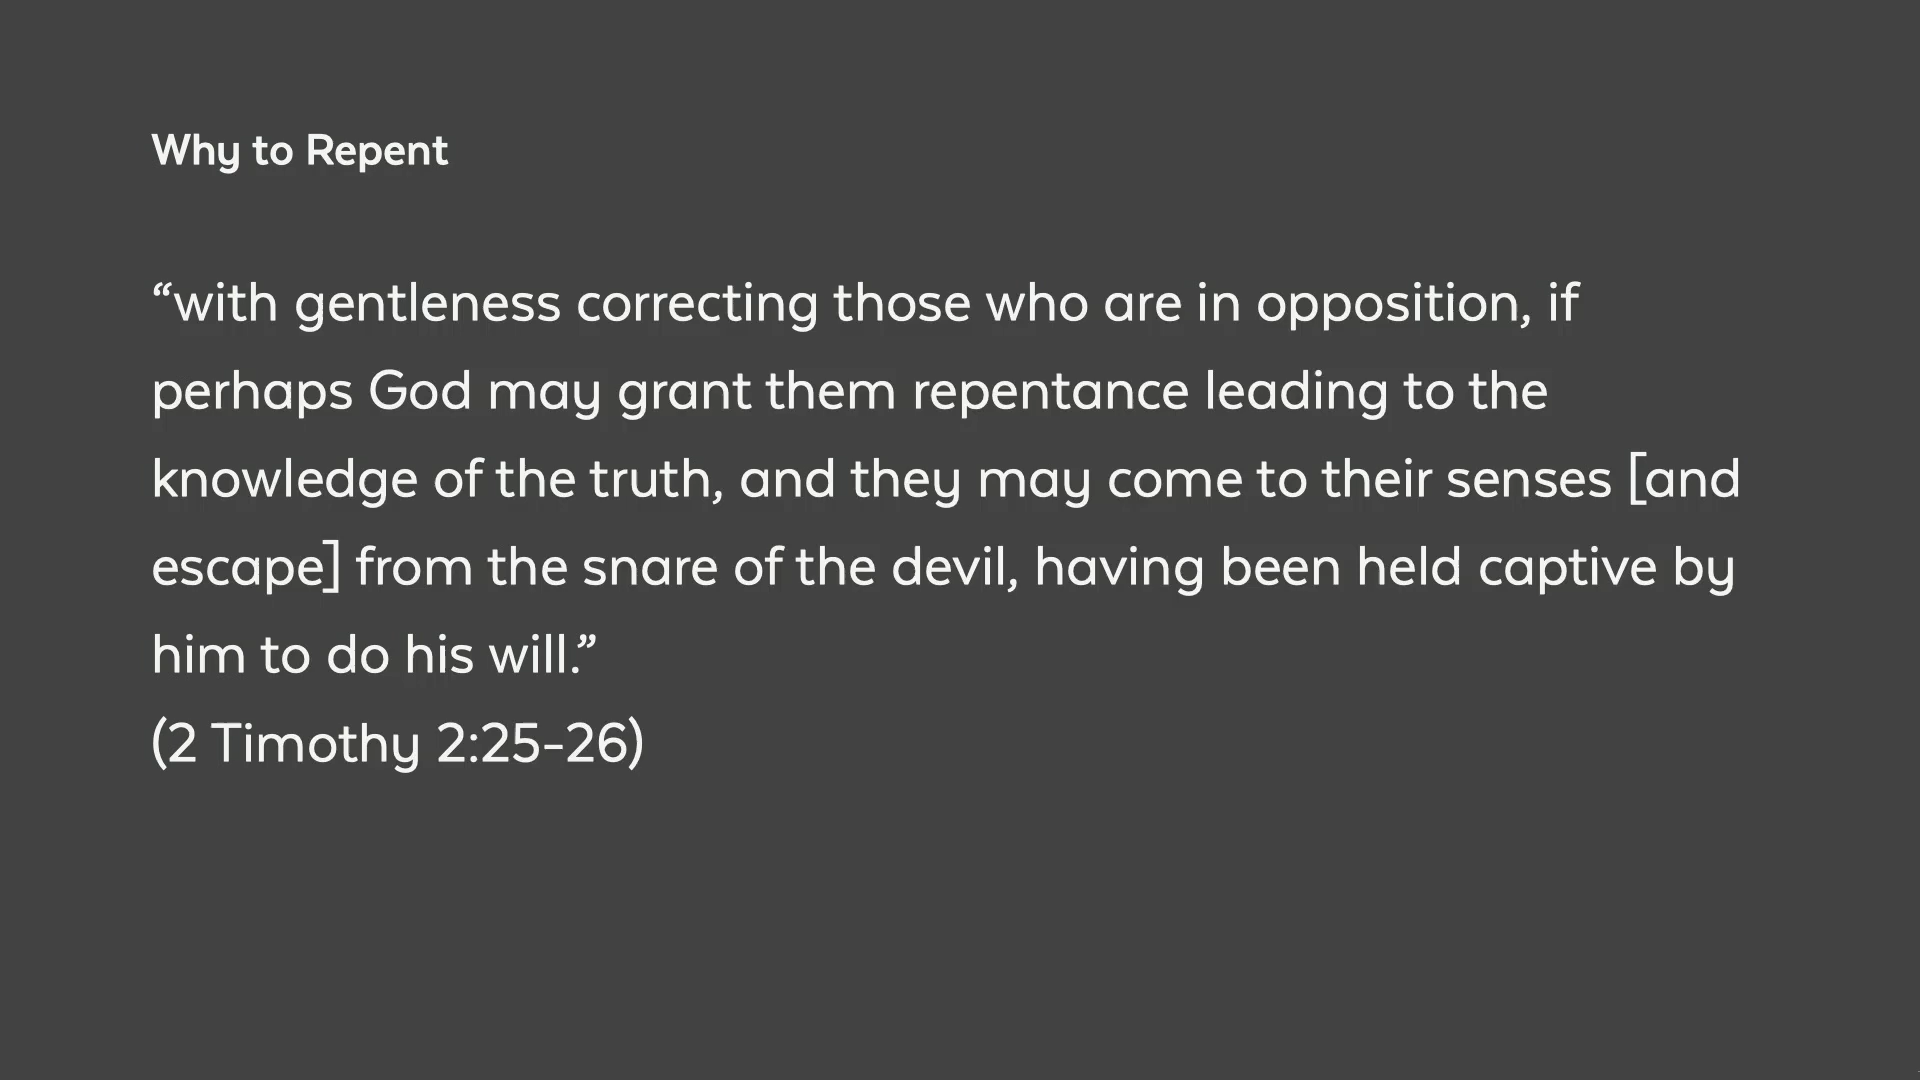 Why to Repent
“with gentleness correcting those who are in opposition, if
perhaps God may grant them repentance leading to the
knowledge of the truth, and they may come to their senses [and
escape] from the snare of the devil, having been held captive by
him to do his will.”
(2 Timothy 2:25-26)